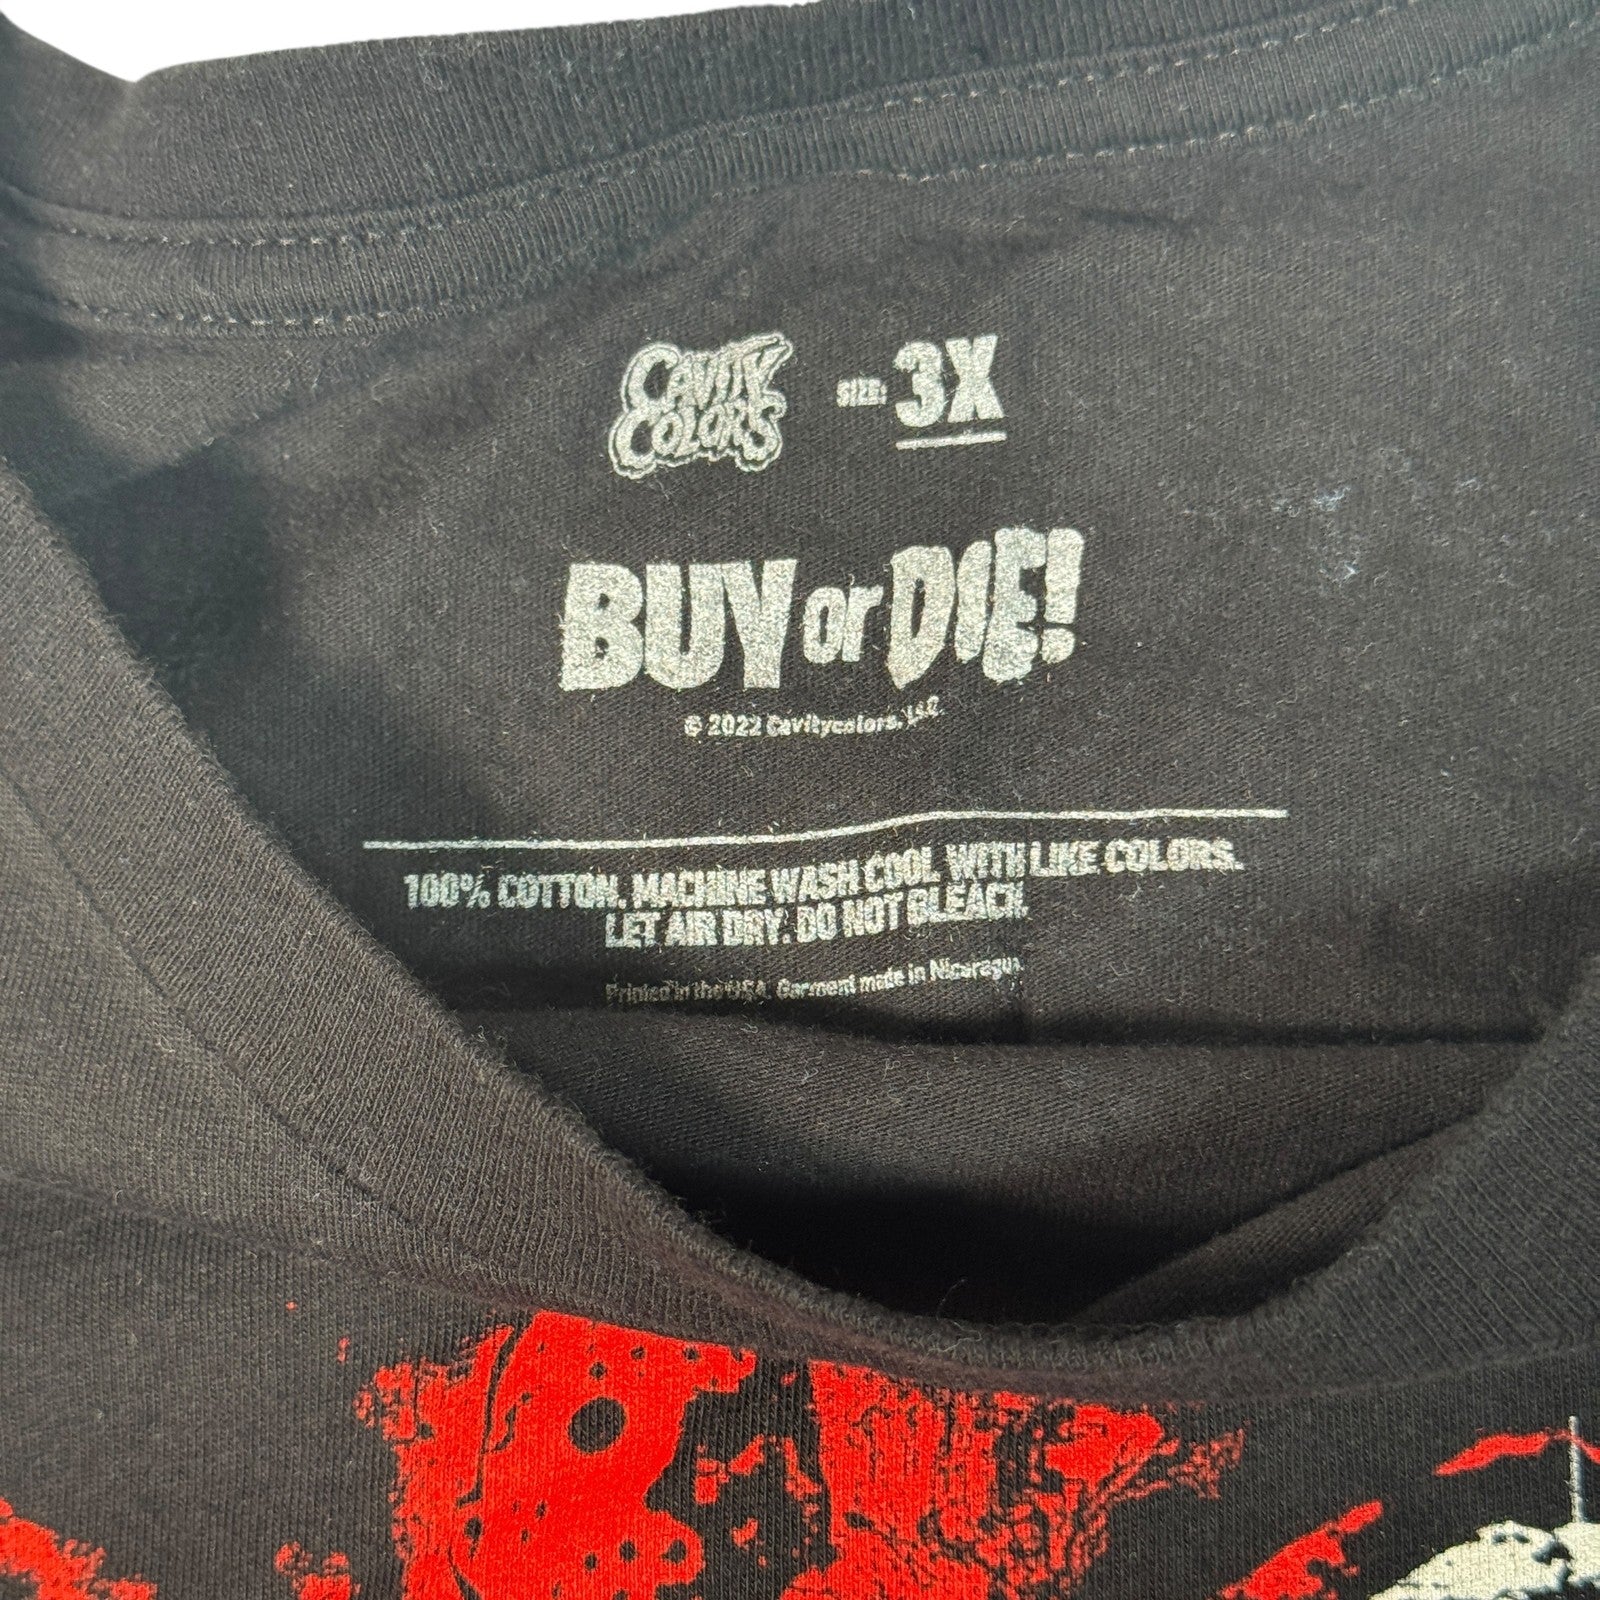 CAVITY COLORS
SIZE: 3X
BUY or DIE!
© 2022 Cavitycolors, LLC.
100% COTTON. MACHINE WASH COOL WITH LIKE COLORS.
LET AIR DRY. DO NOT BLEACH.
Printed in the USA. Garment made in Nicaragua.